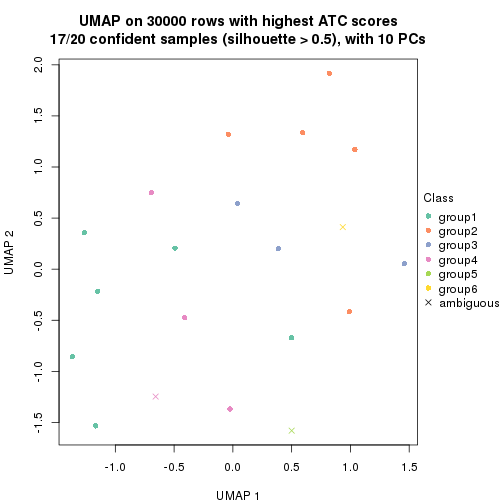 UMAP on 30000 rows with highest ATC scores
17/20 confident samples (silhouette > 0.5), with 10 PCs
2.0
1.5
1.0
0.5
0.0
-0.5
-1.0
-1.5
UMAP 2
-1.0 -0.5 0.0 0.5 1.0 1.5
UMAP 1
Class
group1
group2
group3
group4
group5
group6
ambiguous